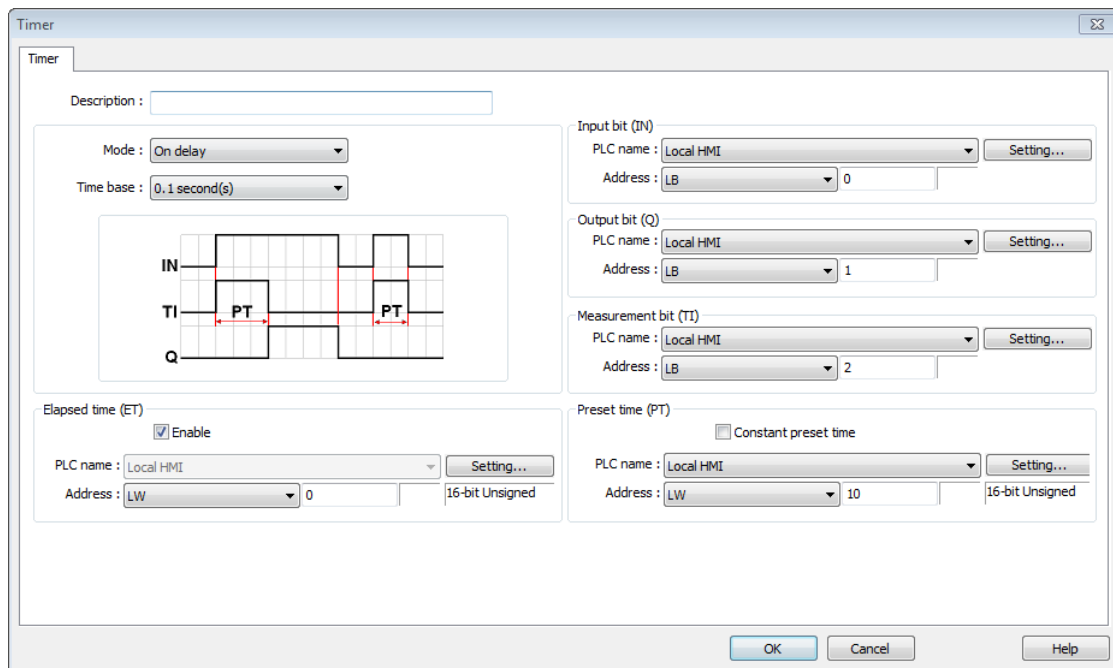 Timer
Timer
Description :
Mode : On delay
Time base : 0.1 second(s)
IN
TI PT PT
Q
Input bit (IN)
PLC name : Local HMI Setting...
Address : LB 0
Output bit (Q)
PLC name : Local HMI Setting...
Address : LB 1
Measurement bit (TI)
PLC name : Local HMI Setting...
Address : LB 2
Elapsed time (ET)
Enable
PLC name : Local HMI Setting...
Address : LW 0 16-bit Unsigned
Preset time (PT)
Constant preset time
PLC name : Local HMI Setting...
Address : LW 10 16-bit Unsigned
OK Cancel Help